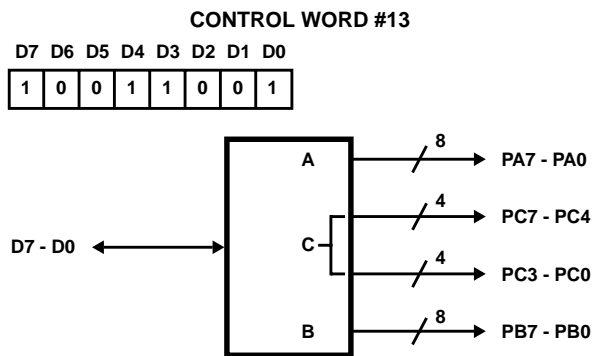 CONTROL WORD #13
D7 D6 D5 D4 D3 D2 D1 D0
1 0 0 1 1 0 0 1
8
A PA7 - PA0
4
PC7 - PC4
D7 - D0 C
4
PC3 - PC0
8
B PB7 - PB0